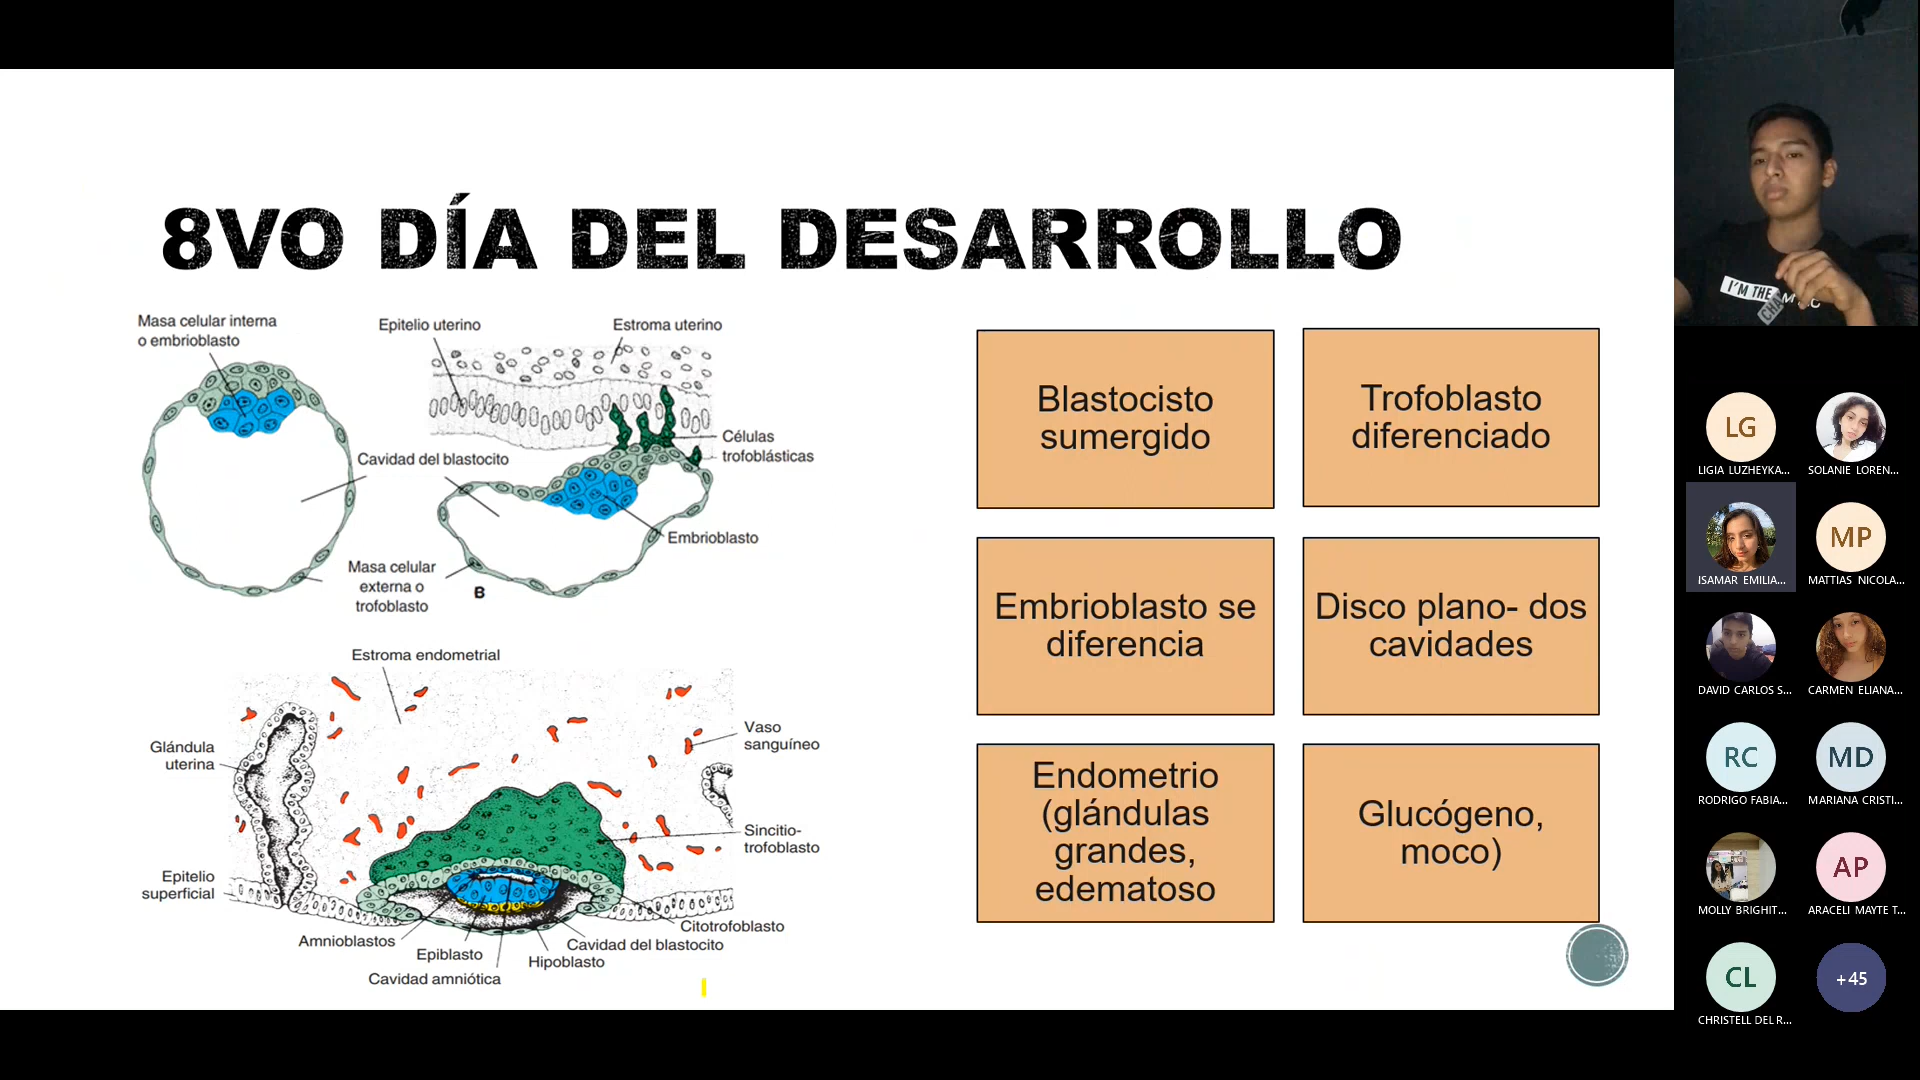 8VO DÍA DEL DESARROLLO
Masa celular interna
o embrioblasto
Epitelio uterino
Estroma uterino
Células
trofoblásticas
Cavidad del blastocito
Embrioblasto
Masa celular
externa o
trofoblasto
B
Estroma endometrial
Glándula
uterina
Vaso
sanguíneo
Sincitio-
trofoblasto
Epitelio
superficial
Amnioblastos
Epiblasto
Cavidad amniótica
Hipoblasto
Cavidad del blastocito
Citotrofoblasto
Blastocisto
sumergido
Trofoblasto
diferenciado
Embrioblasto se
diferencia
Disco plano- dos
cavidades
Endometrio
(glándulas
grandes,
edematoso
Glucógeno,
moco)
I'M THE
LG
LIGIA LUZHEYKA...
SOLANIE LOREN...
ISAMAR EMILIA...
MP
MATTIAS NICOLA...
DAVID CARLOS S...
CARMEN ELIANA...
RC
RODRIGO FABIA...
MD
MARIANA CRISTI...
MOLLY BRIGHIT...
AP
ARACELI MAYTE T...
CL
CHRISTELL DEL R...
+45